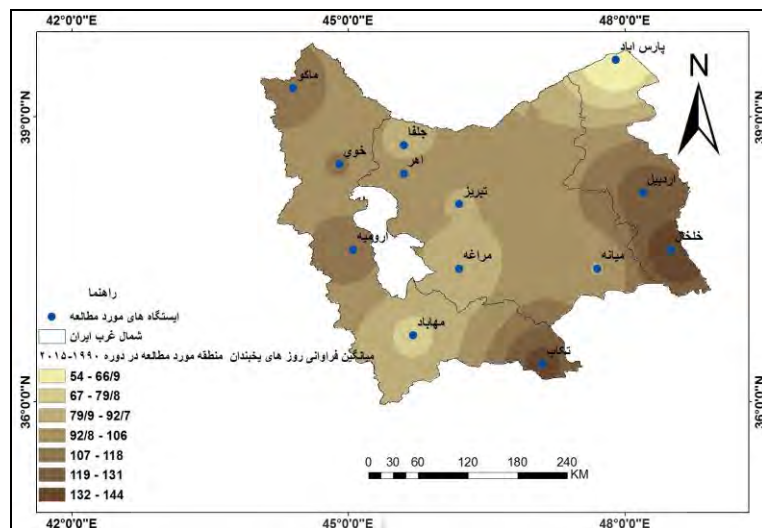 42°0'0"E
45°0'0"E
48°0'0"E
پارس اباد
ماکو
N
39°0'0"N
39°0'0"N
جلفا
خوی
اهر
اردبیل
تبریز
خلخال
ارومیه
میانه
مراغه
راهنما
ایستگاه های مورد مطالعه
شمال غرب ایران
مهاباد
میانگین فراوانی روز های یخبندان منطقه مورد مطالعه در دوره ۱۹۹۰-۲۰۱۵
تکاب
54 - 66/9
67 - 79/8
79/9 - 92/7
92/8 - 106
107 - 118
119 - 131
132 - 144
36°0'0"N
36°0'0"N
0 30 60 120 180 240
KM
42°0'0"E
45°0'0"E
48°0'0"E